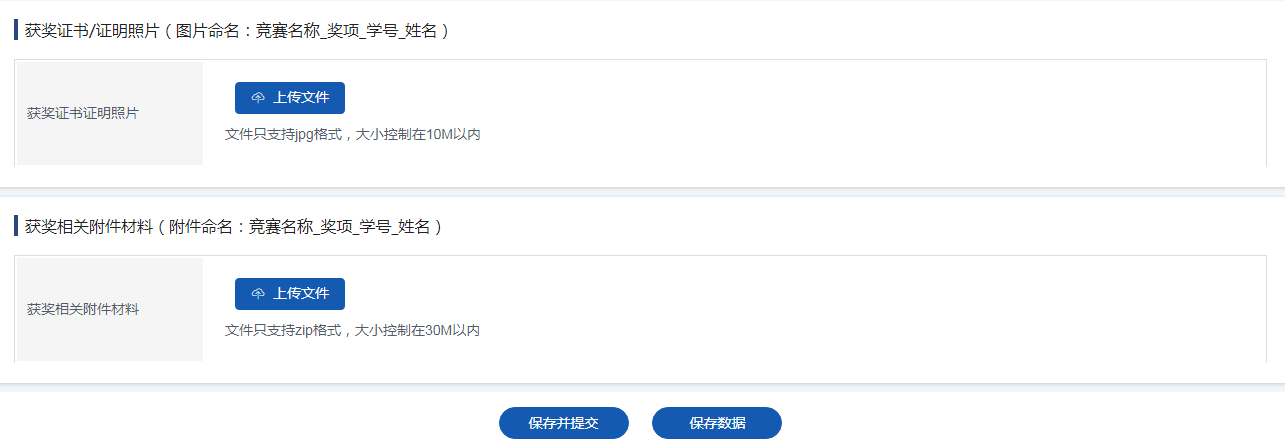 获奖证书/证明照片（图片命名：竞赛名称_奖项_学号_姓名）
获奖证书证明照片
上传文件
文件只支持jpg格式，大小控制在10M以内
获奖相关附件材料（附件命名：竞赛名称_奖项_学号_姓名）
获奖相关附件材料
上传文件
文件只支持zip格式，大小控制在30M以内
保存并提交 保存数据